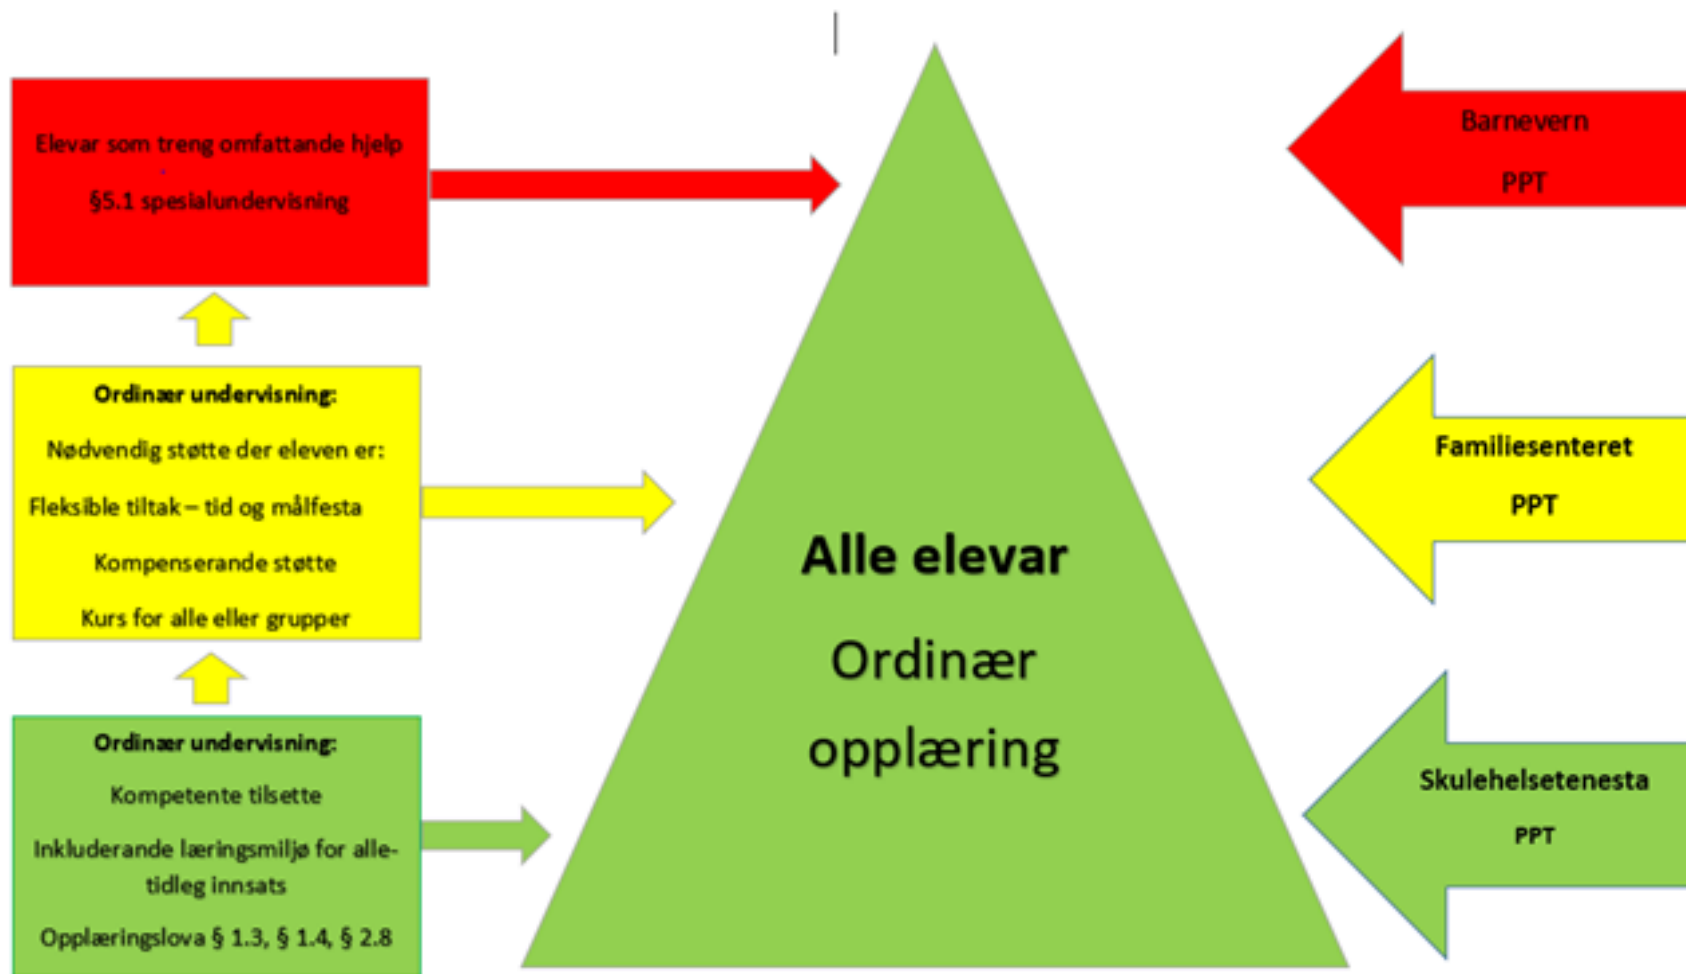 Elevar som treng omfattande hjelp
§5.1 spesialundervisning
Ordinær undervisning:
Nødvendig støtte der eleven er:
Fleksible tiltak – tid og målfesta
Kompenserande støtte
Kurs for alle eller grupper
Ordinær undervisning:
Kompetente tilsette
Inkluderande læringsmiljø for alle-
tidleg innsats
Opplæringslova § 1.3, § 1.4, § 2.8
Alle elevar
Ordinær
opplæring
Barnevern
PPT
Familiesenteret
PPT
Skulehelsetenesta
PPT